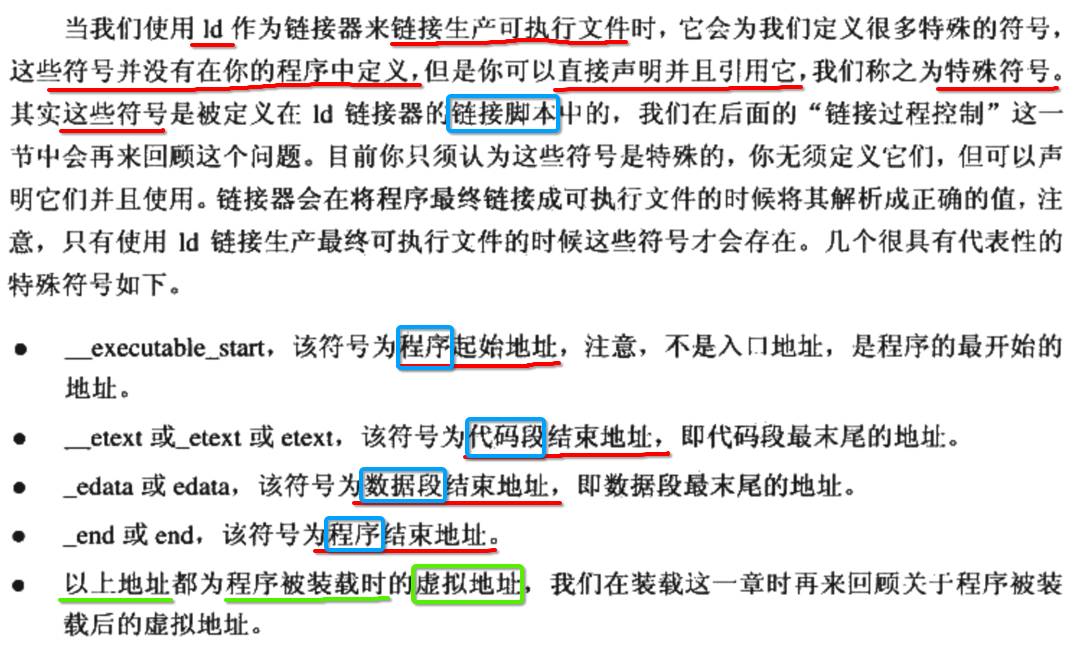 当我们使用 ld 作为链接器来链接生产可执行文件时，它会为我们定义很多特殊的符号，
这些符号并没有在你的程序中定义，但是你可以直接声明并且引用它，我们称之为特殊符号。
其实这些符号是被定义在 ld 链接器的链接脚本中的，我们在后面的“链接过程控制”这一
节中会再来回顾这个问题。目前你只须认为这些符号是特殊的，你无须定义它们，但可以声
明它们并且使用。链接器会在将程序最终链接成可执行文件的时候将其解析成正确的值，注
意，只有使用 ld 链接生产最终可执行文件的时候这些符号才会存在。几个很具有代表性的
特殊符号如下。
● __executable_start，该符号为程序起始地址，注意，不是入口地址，是程序的最开始的
地址。
● __etext 或_etext 或 etext，该符号为代码段结束地址，即代码段最末尾的地址。
● _edata 或 edata，该符号为数据段结束地址，即数据段最末尾的地址。
● _end 或 end，该符号为程序结束地址。
● 以上地址都为程序被装载时的虚拟地址，我们在装载这一章时再来回顾关于程序被装
载后的虚拟地址。